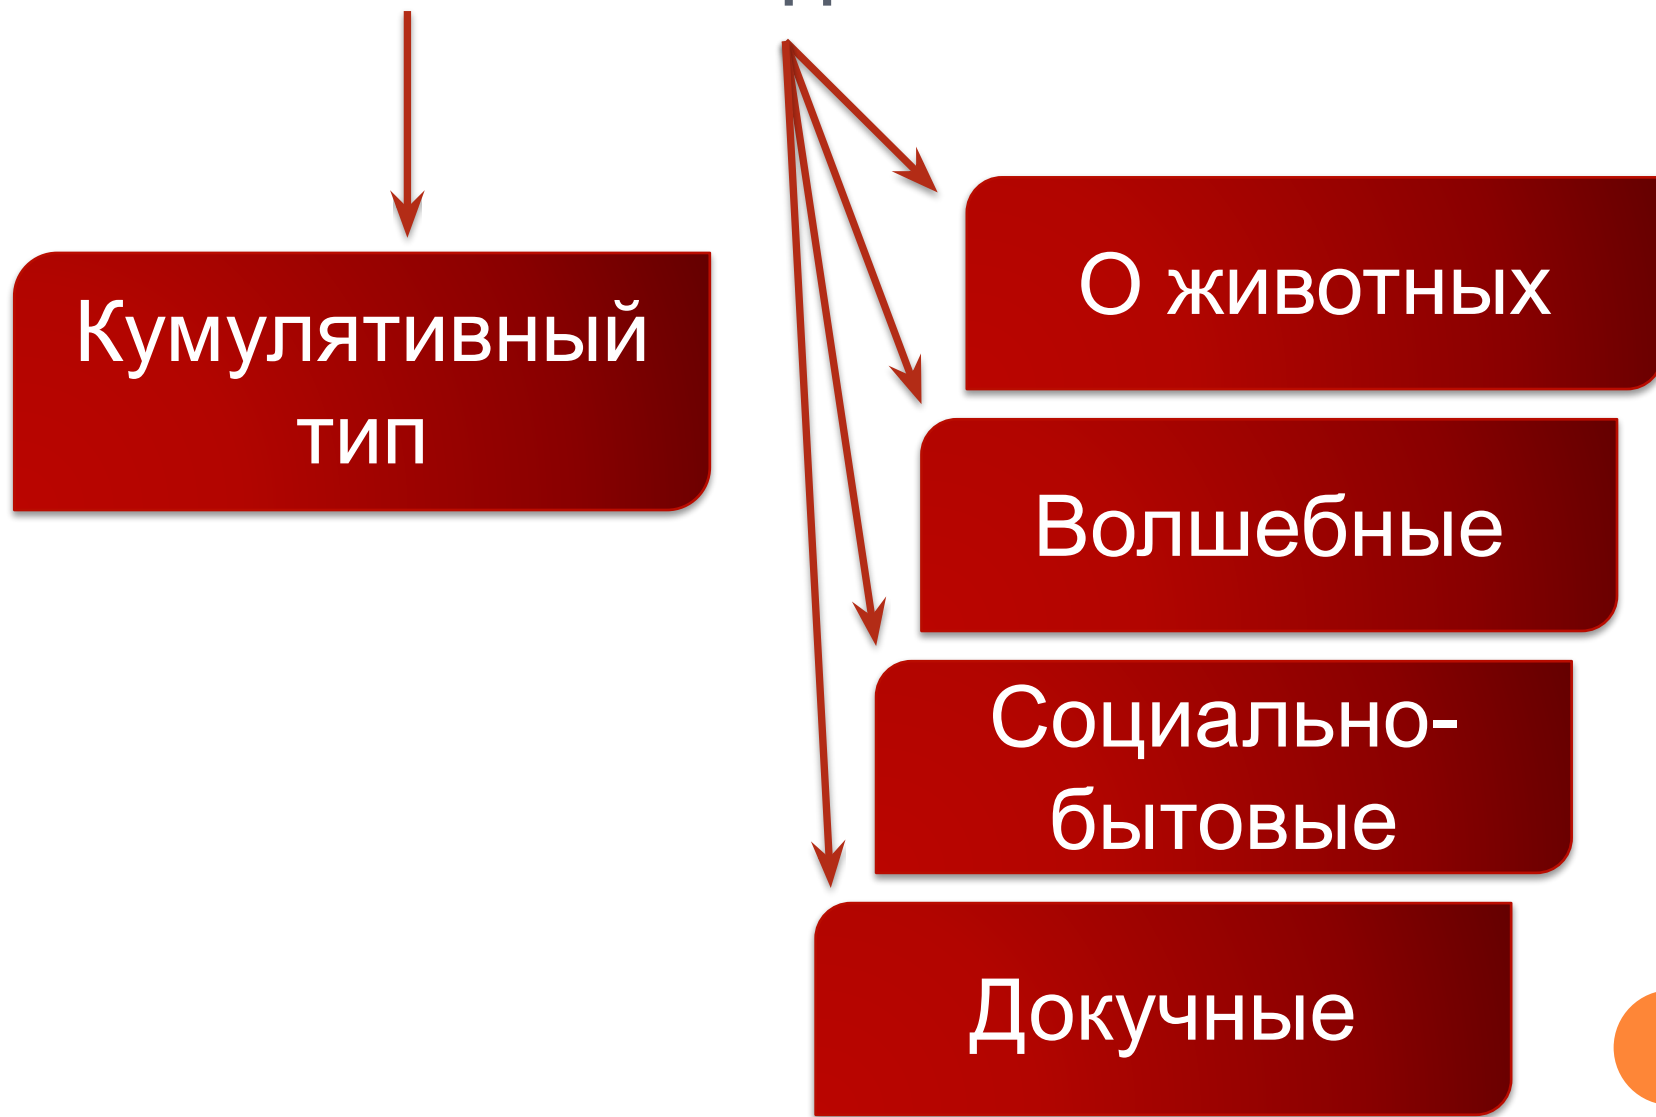 Кумулятивный
тип
О животных
Волшебные
Социально-
бытовые
Докучные